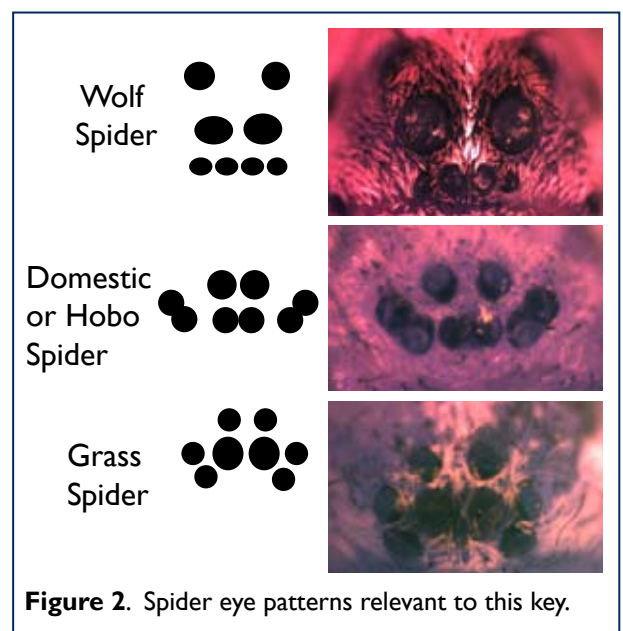 Wolf
Spider
Domestic
or Hobo
Spider
Grass
Spider
Figure 2. Spider eye patterns relevant to this key.